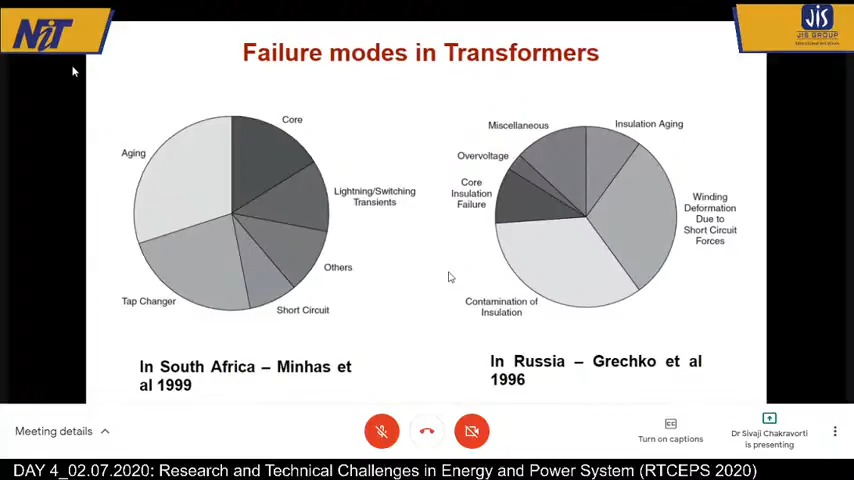 NiT
JIS
JIS GROUP
Failure modes in Transformers
Core
Aging
Lightning/Switching
Transients
Others
Tap Changer
Short Circuit
Miscellaneous
Insulation Aging
Overvoltage
Core
Insulation
Failure
Winding
Deformation
Due to
Short Circuit
Forces
Contamination of
Insulation
In South Africa – Minhas et
al 1999
In Russia – Grechko et al
1996
Meeting details
CC
Turn on captions
Dr Sivaji Chakravorti
is presenting
DAY 4_02.07.2020: Research and Technical Challenges in Energy and Power System (RTCEPS 2020)